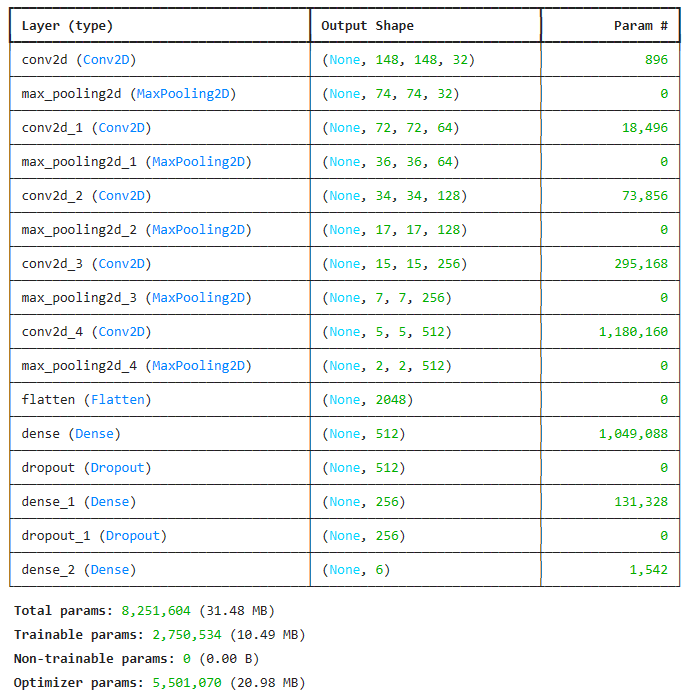 Layer (type) Output Shape Param #
conv2d (Conv2D) (None, 148, 148, 32) 896
max_pooling2d (MaxPooling2D) (None, 74, 74, 32) 0
conv2d_1 (Conv2D) (None, 72, 72, 64) 18,496
max_pooling2d_1 (MaxPooling2D) (None, 36, 36, 64) 0
conv2d_2 (Conv2D) (None, 34, 34, 128) 73,856
max_pooling2d_2 (MaxPooling2D) (None, 17, 17, 128) 0
conv2d_3 (Conv2D) (None, 15, 15, 256) 295,168
max_pooling2d_3 (MaxPooling2D) (None, 7, 7, 256) 0
conv2d_4 (Conv2D) (None, 5, 5, 512) 1,180,160
max_pooling2d_4 (MaxPooling2D) (None, 2, 2, 512) 0
flatten (Flatten) (None, 2048) 0
dense (Dense) (None, 512) 1,049,088
dropout (Dropout) (None, 512) 0
dense_1 (Dense) (None, 256) 131,328
dropout_1 (Dropout) (None, 256) 0
dense_2 (Dense) (None, 6) 1,542
Total params: 8,251,604 (31.48 MB)
Trainable params: 2,750,534 (10.49 MB)
Non-trainable params: 0 (0.00 B)
Optimizer params: 5,501,070 (20.98 MB)